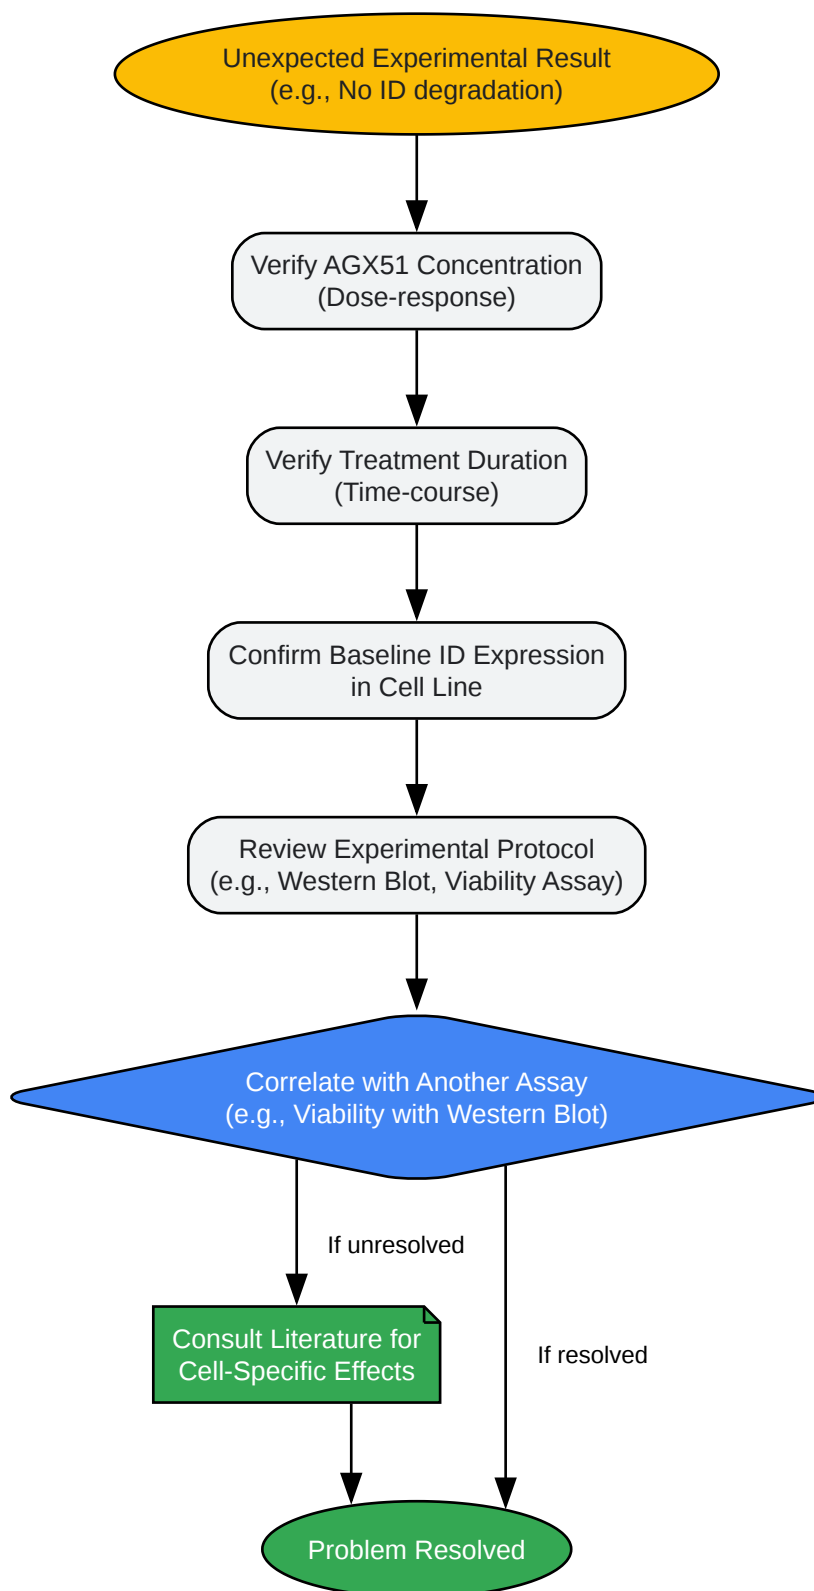 Unexpected Experimental Result
(e.g., No ID degradation)
Verify AGX51 Concentration
(Dose-response)
Verify Treatment Duration
(Time-course)
Confirm Baseline ID Expression
in Cell Line
Review Experimental Protocol
(e.g., Western Blot, Viability Assay)
Correlate with Another Assay
(e.g., Viability with Western Blot)
If unresolved
Consult Literature for
Cell-Specific Effects
If resolved
Problem Resolved